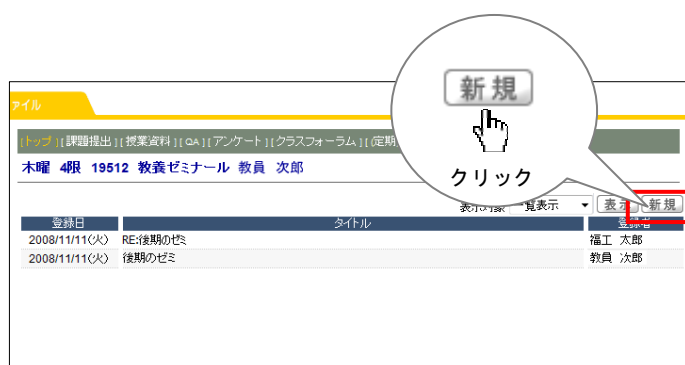 新規
クリック
ァイル
[トップ][課題提出][授業資料][QA][アンケート][クラスフォーラム][定期
木曜 4限 19512 教養ゼミナール 教員 次郎
表示対象 一覧表示 表示 新規
登録日 タイトル 登録者
2008/11/11(火) RE:後期のゼミ 福工 太郎
2008/11/11(火) 後期のゼミ 教員 次郎